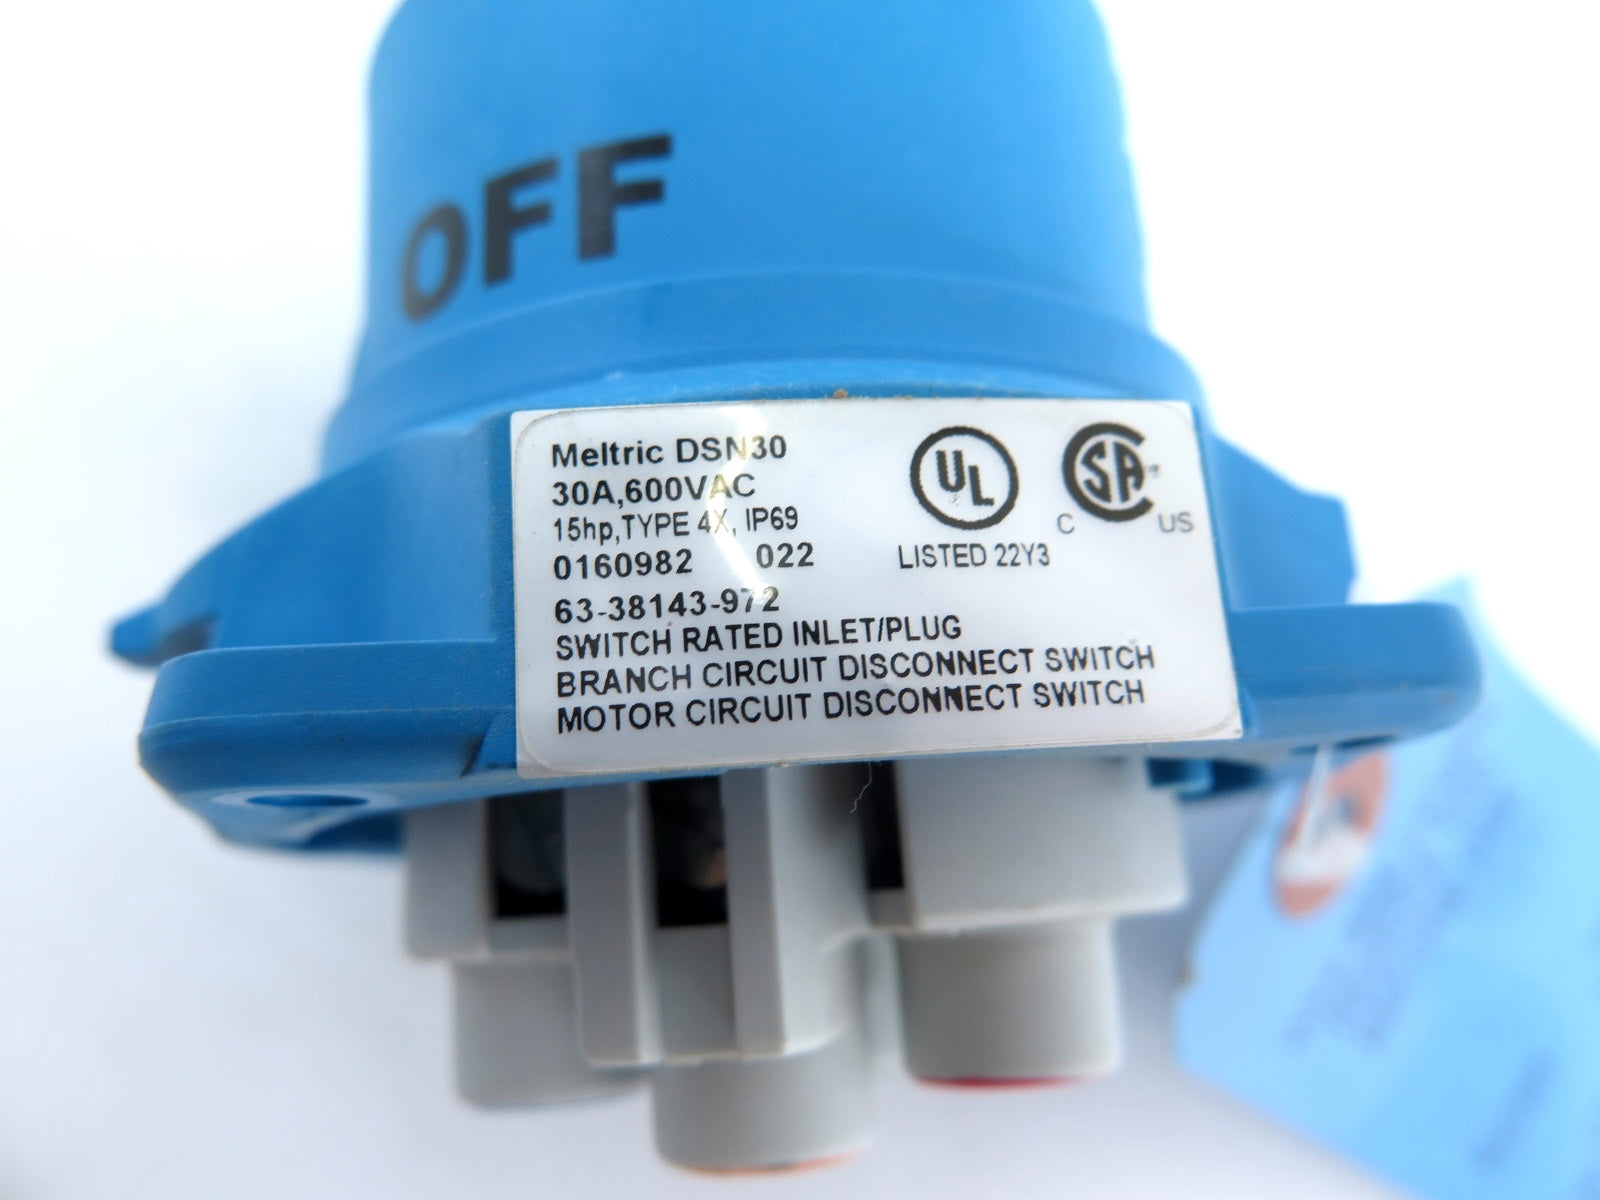 OFF
Meltric DSN30
30A,600VAC
15hp,TYPE 4X, IP69
0160982 022
63-38143-972
SWITCH RATED INLET/PLUG
BRANCH CIRCUIT DISCONNECT SWITCH
MOTOR CIRCUIT DISCONNECT SWITCH
UL
LISTED 22Y3
C SA US